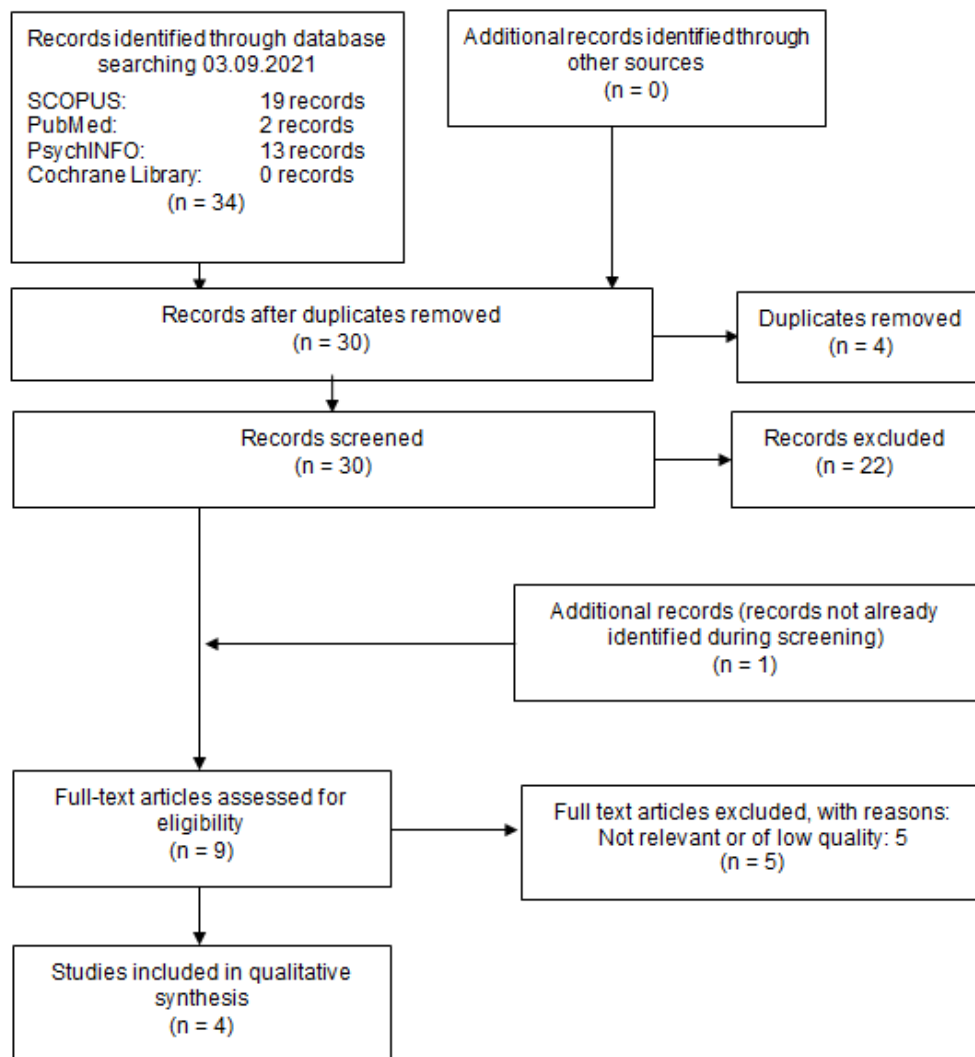 Records identified through database
searching 03.09.2021
SCOPUS: 19 records
PubMed: 2 records
PsychINFO: 13 records
Cochrane Library: 0 records
(n = 34)
Additional records identified through
other sources
(n = 0)
Records after duplicates removed
(n = 30)
Duplicates removed
(n = 4)
Records screened
(n = 30)
Records excluded
(n = 22)
Additional records (records not already
identified during screening)
(n = 1)
Full-text articles assessed for
eligibility
(n = 9)
Full text articles excluded, with reasons:
Not relevant or of low quality: 5
(n = 5)
Studies included in qualitative
synthesis
(n = 4)